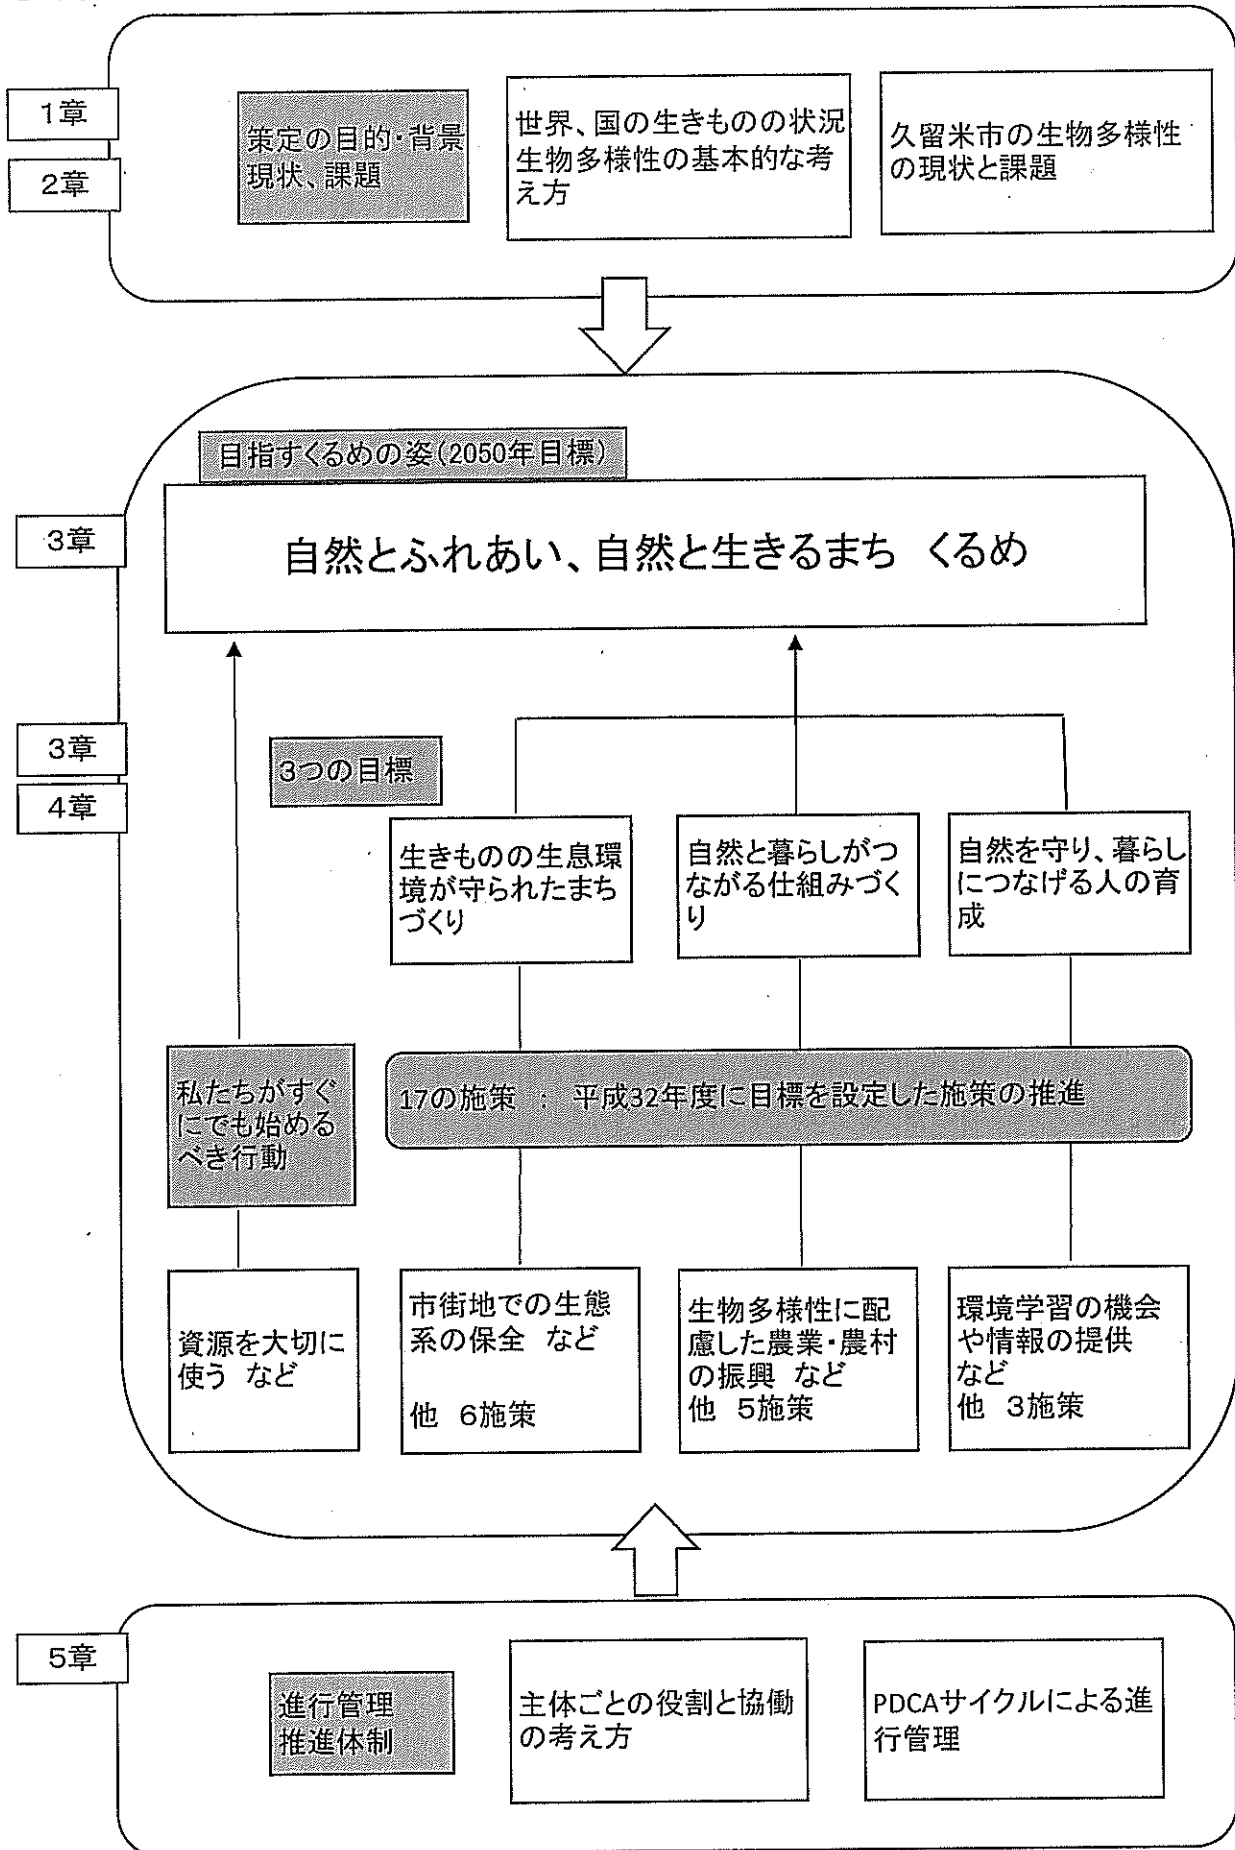 1章
2章
策定の目的・背景
現状、課題
世界、国の生きものの状況
生物多様性の基本的な考
え方
久留米市の生物多様性
の現状と課題
目指すくるめの姿(2050年目標)
3章
自然とふれあい、自然と生きるまち くるめ
3章
4章
3つの目標
生きものの生息環
境が守られたまち
づくり
自然と暮らしがつ
ながる仕組みづく
り
自然を守り、暮らし
につなげる人の育
成
私たちがすぐ
にでも始める
べき行動
17の施策 : 平成32年度に目標を設定した施策の推進
資源を大切に
使う など
市街地での生態
系の保全 など
他 6施策
生物多様性に配
慮した農業・農村
の振興 など
他 5施策
環境学習の機会
や情報の提供
など
他 3施策
5章
進行管理
推進体制
主体ごとの役割と協働
の考え方
PDCAサイクルによる進
行管理